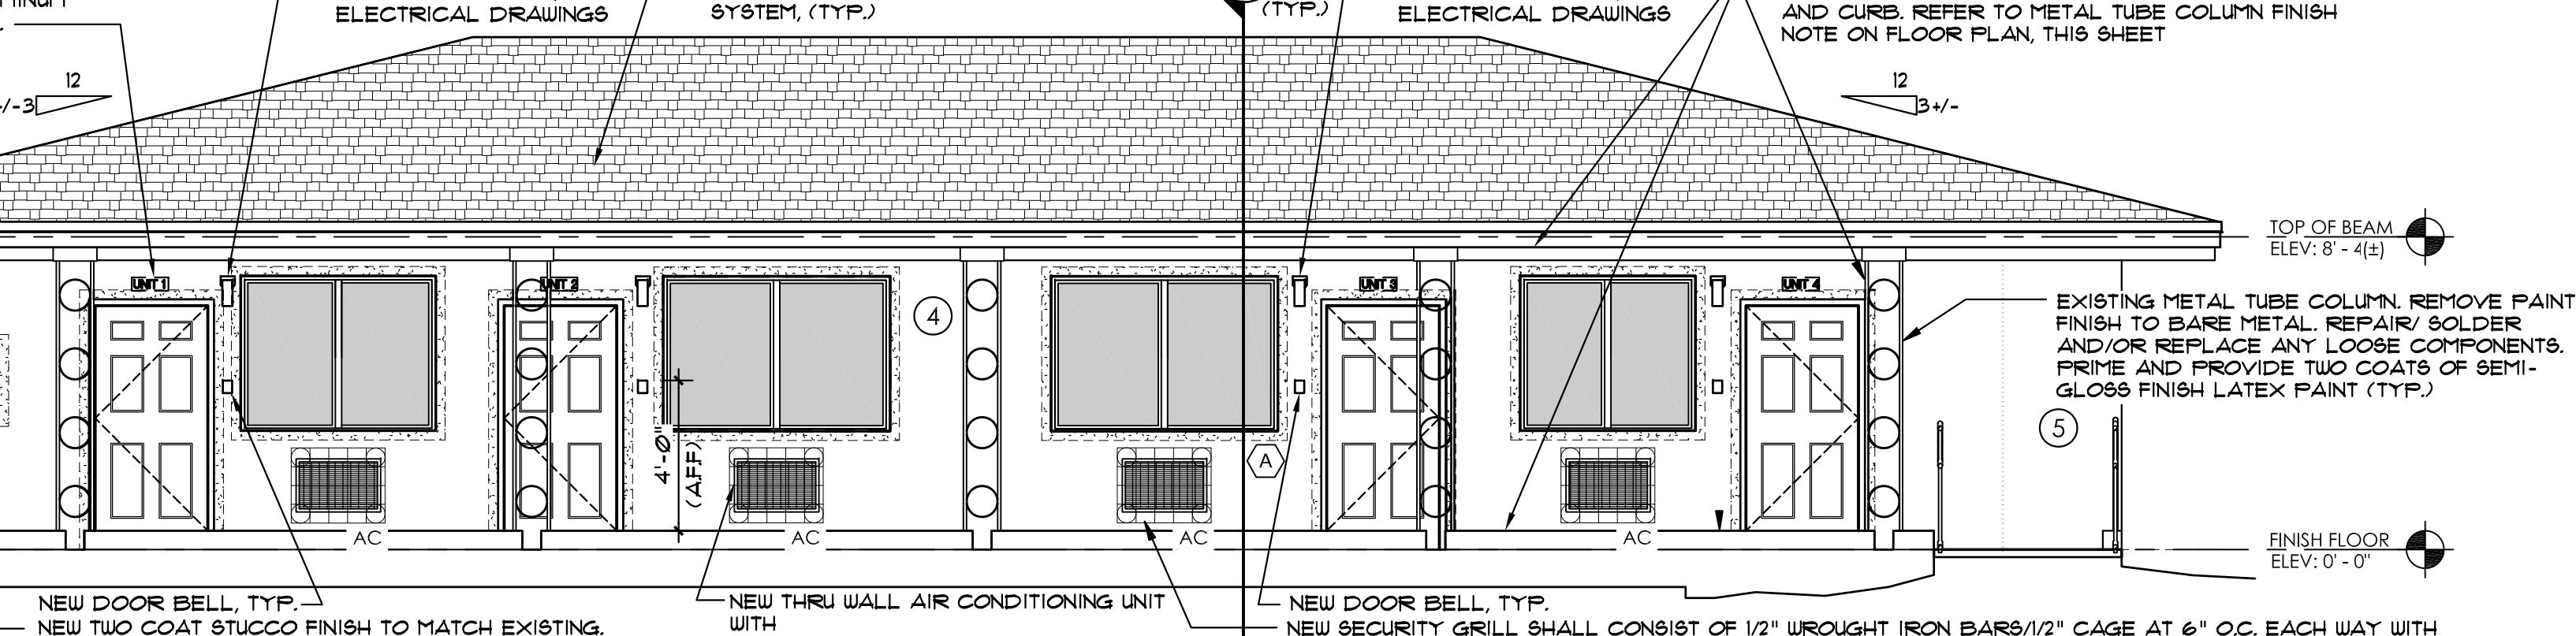 ELECTRICAL DRAWINGS
SYSTEM, (TYP.)
(TYP.)
ELECTRICAL DRAWINGS
AND CURB. REFER TO METAL TUBE COLUMN FINISH
NOTE ON FLOOR PLAN, THIS SHEET
12
+/-3
12
3+/-
TOP OF BEAM
ELEV: 8' - 4(±)
UNIT 1
UNIT 2
UNIT 3
UNIT 4
4
EXISTING METAL TUBE COLUMN. REMOVE PAINT
FINISH TO BARE METAL. REPAIR/ SOLDER
AND/OR REPLACE ANY LOOSE COMPONENTS.
PRIME AND PROVIDE TWO COATS OF SEMI-
GLOSS FINISH LATEX PAINT (TYP.)
5
4'-0"
(A.F.F.)
A
AC
AC
AC
AC
FINISH FLOOR
ELEV: 0' - 0"
NEW DOOR BELL, TYP.
NEW TWO COAT STUCCO FINISH TO MATCH EXISTING.
NEW THRU WALL AIR CONDITIONING UNIT
WITH
NEW DOOR BELL, TYP.
NEW SECURITY GRILL SHALL CONSIST OF 1/2" WROUGHT IRON BARS/1/2" CAGE AT 6" O.C. EACH WAY WITH